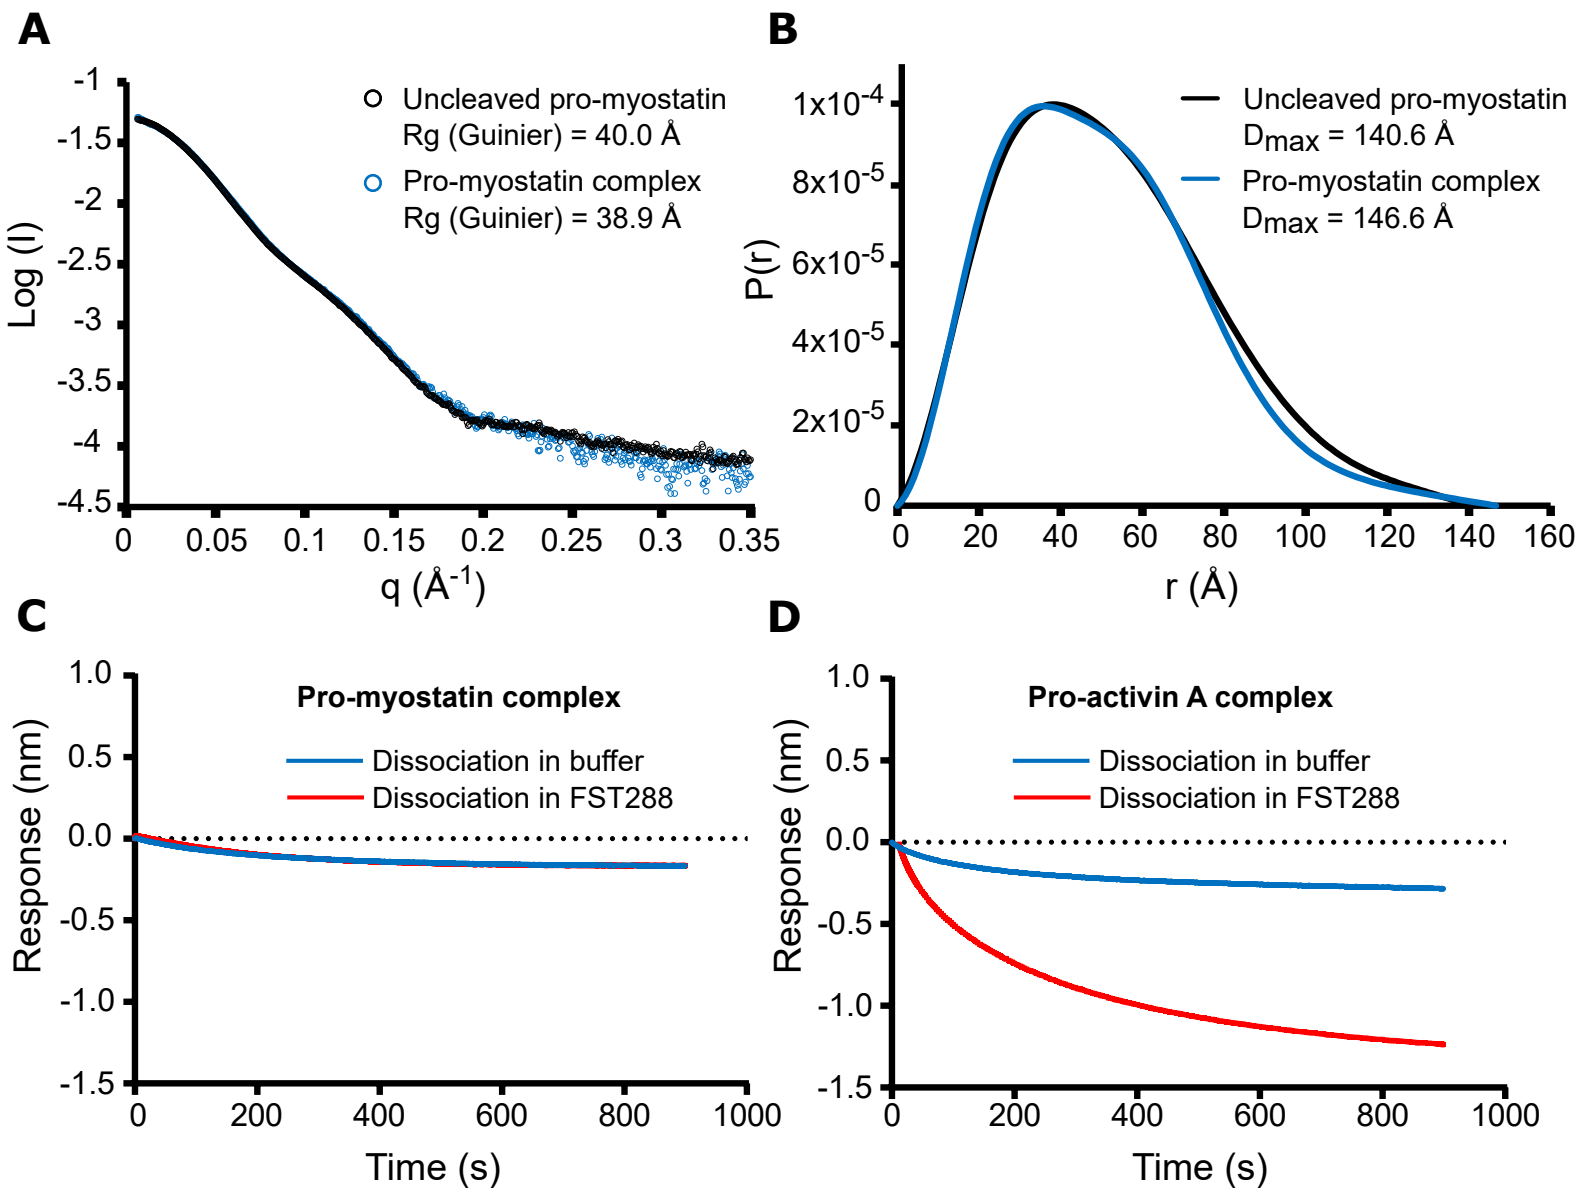 A
-1
-1.5
-2
-2.5
-3
-3.5
-4
-4.5
Log (I)
0 0.05 0.1 0.15 0.2 0.25 0.3 0.35
q (Å-1)
Uncleaved pro-myostatin
Rg (Guinier) = 40.0 Å
Pro-myostatin complex
Rg (Guinier) = 38.9 Å
B
1x10-4
8x10-5
6x10-5
4x10-5
2x10-5
0
P(r)
0 20 40 60 80 100 120 140 160
r (Å)
Uncleaved pro-myostatin
Dmax = 140.6 Å
Pro-myostatin complex
Dmax = 146.6 Å
C
1.0
0.5
0.0
-0.5
-1.0
-1.5
Response (nm)
0 200 400 600 800 1000
Time (s)
Pro-myostatin complex
Dissociation in buffer
Dissociation in FST288
D
1.0
0.5
0.0
-0.5
-1.0
-1.5
Response (nm)
0 200 400 600 800 1000
Time (s)
Pro-activin A complex
Dissociation in buffer
Dissociation in FST288